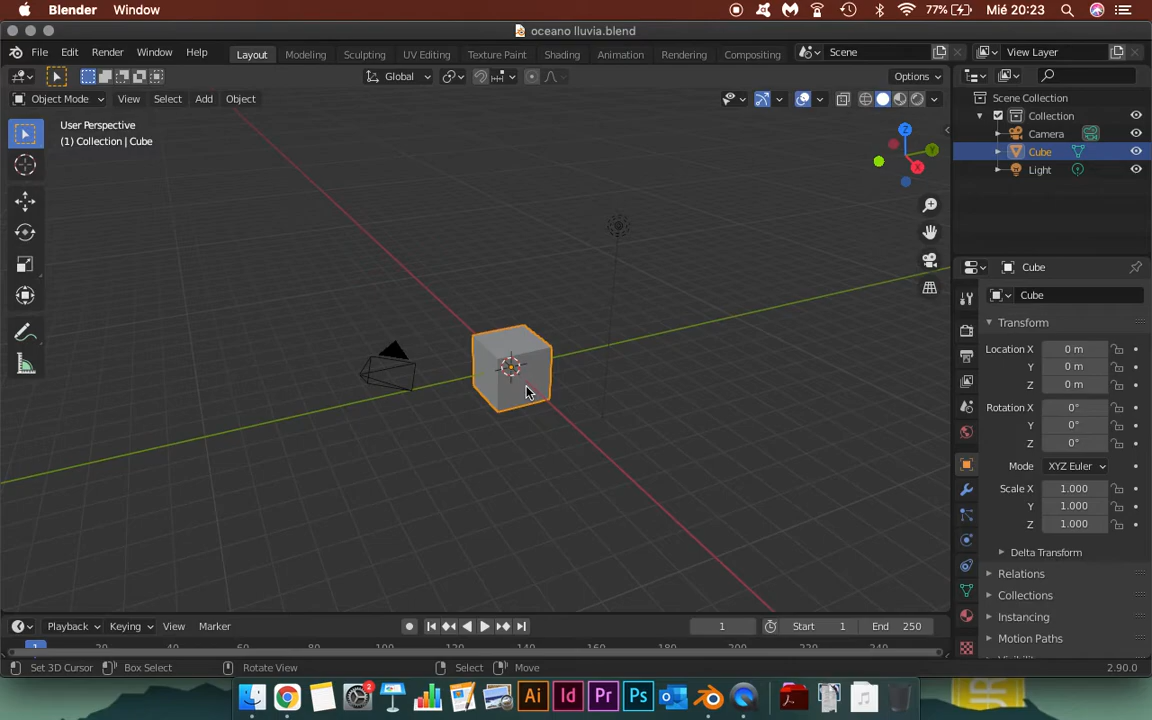 Blender Window 77% Mié 20:23
oceano lluvia.blend
File Edit Render Window Help Layout Modeling Sculpting UV Editing Texture Paint Shading Animation Rendering Compositing Scene View Layer
Global Options
Object Mode View Select Add Object
Scene Collection
Collection
Camera
Cube
Light
User Perspective
(1) Collection | Cube
Z
Y
X
Cube
Cube
Transform
Location X 0 m
Y 0 m
Z 0 m
Rotation X 0°
Y 0°
Z 0°
Mode XYZ Euler
Scale X 1.000
Y 1.000
Z 1.000
Delta Transform
Relations
Collections
Instancing
Motion Paths
Playback Keying View Marker 1 Start 1 End 250
1 20
Set 3D Cursor Box Select Rotate View Select Move 2.90.0
2 Ai Id Pr Ps